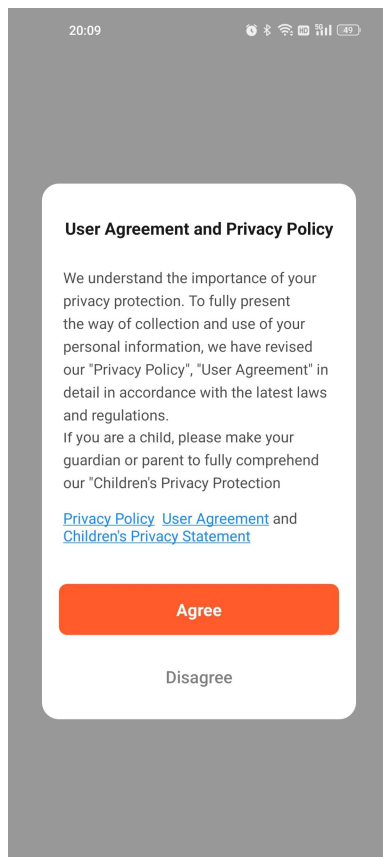 20:09
HD 5G 49
User Agreement and Privacy Policy
We understand the importance of your
privacy protection. To fully present
the way of collection and use of your
personal information, we have revised
our "Privacy Policy", "User Agreement" in
detail in accordance with the latest laws
and regulations.
If you are a child, please make your
guardian or parent to fully comprehend
our "Children's Privacy Protection
Privacy Policy User Agreement and
Children's Privacy Statement
Agree
Disagree